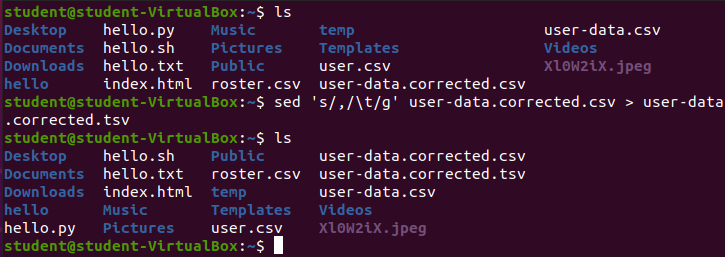 student@student-VirtualBox:~$ ls
Desktop    hello.py    Music       temp                     user-data.csv
Documents  hello.sh    Pictures    Templates                Videos
Downloads  hello.txt   Public      user.csv                 Xl0W2iX.jpeg
hello      index.html  roster.csv  user-data.corrected.csv
student@student-VirtualBox:~$ sed 's/,/\t/g' user-data.corrected.csv > user-data
.corrected.tsv
student@student-VirtualBox:~$ ls
Desktop    hello.sh    Public      user-data.corrected.csv
Documents  hello.txt   roster.csv  user-data.corrected.tsv
Downloads  index.html  temp        user-data.csv
hello      Music       Templates   Videos
hello.py   Pictures    user.csv    Xl0W2iX.jpeg
student@student-VirtualBox:~$